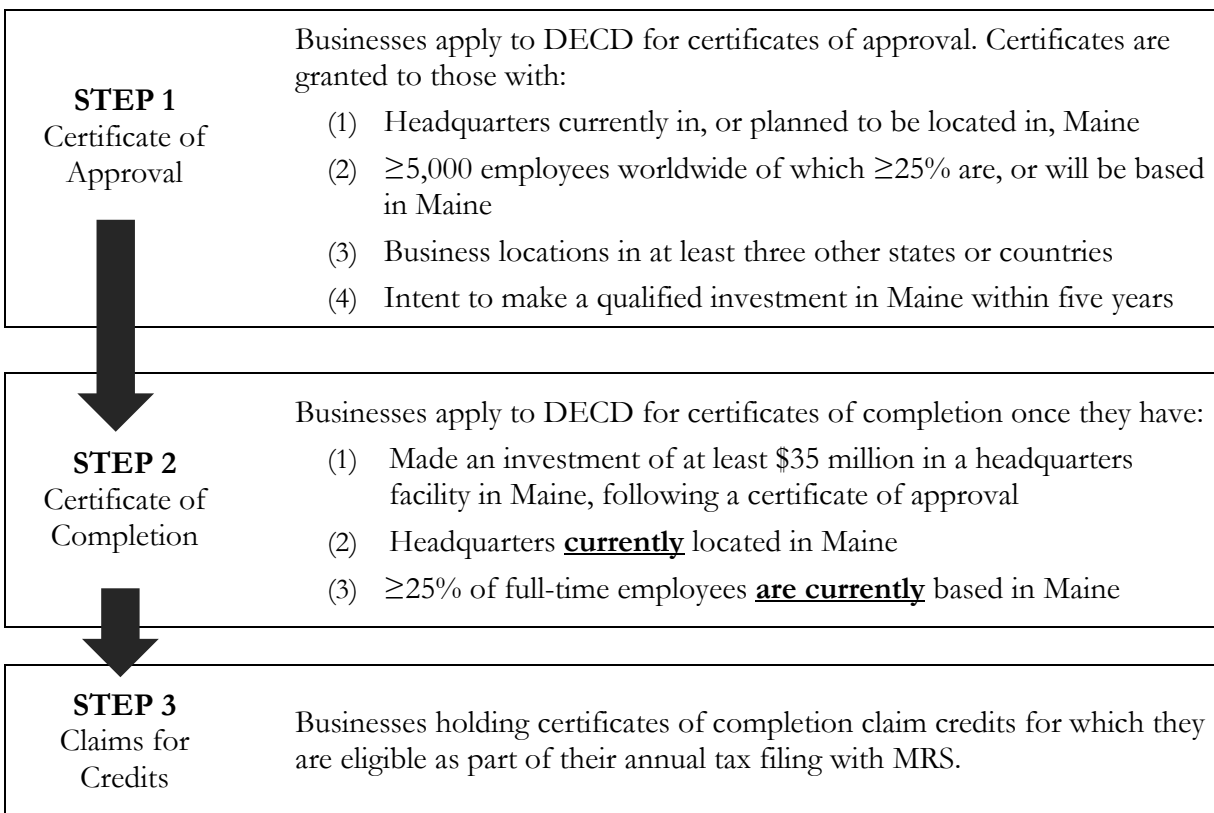 STEP 1
Certificate of
Approval
Businesses apply to DECD for certificates of approval. Certificates are
granted to those with:
(1) Headquarters currently in, or planned to be located in, Maine
(2) ≥5,000 employees worldwide of which ≥25% are, or will be based
in Maine
(3) Business locations in at least three other states or countries
(4) Intent to make a qualified investment in Maine within five years
STEP 2
Certificate of
Completion
Businesses apply to DECD for certificates of completion once they have:
(1) Made an investment of at least $35 million in a headquarters
facility in Maine, following a certificate of approval
(2) Headquarters currently located in Maine
(3) ≥25% of full-time employees are currently based in Maine
STEP 3
Claims for
Credits
Businesses holding certificates of completion claim credits for which they
are eligible as part of their annual tax filing with MRS.